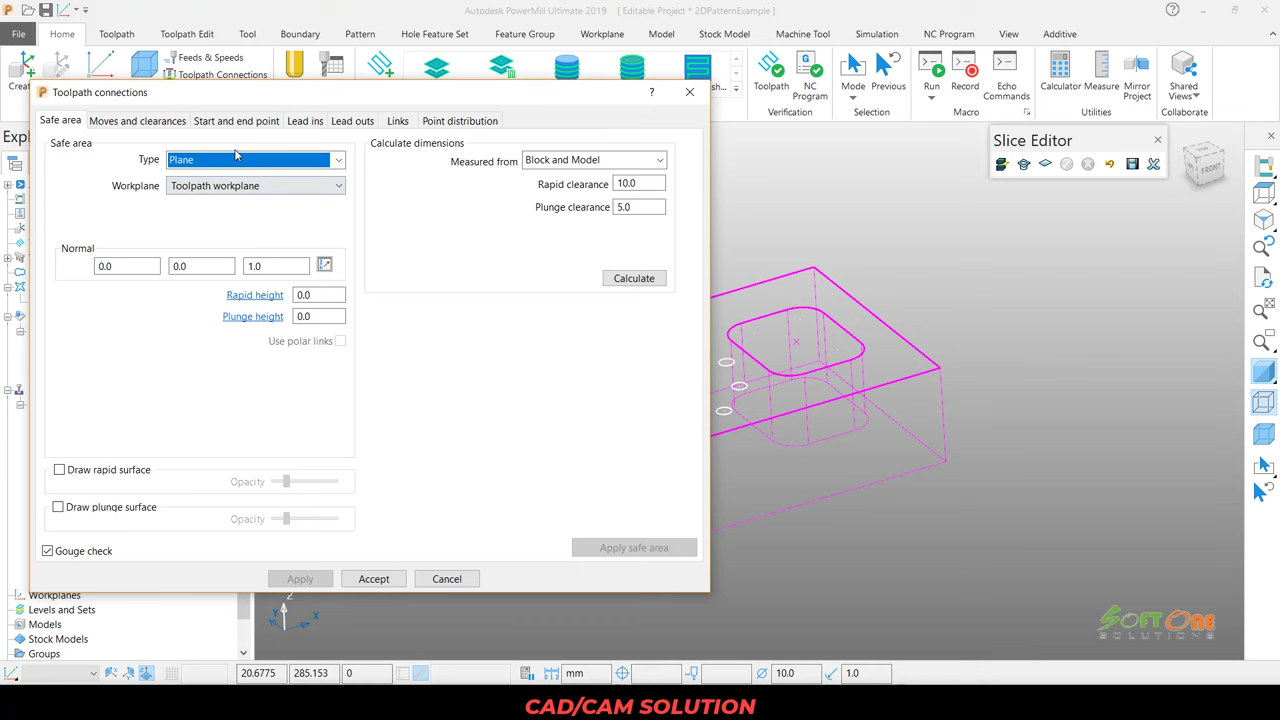 Autodesk PowerMill Ultimate 2019 [ Editable Project * 2DPatternExample ]
File Home Toolpath Toolpath Edit Tool Boundary Pattern Hole Feature Set Feature Group Workplane Model Stock Model Machine Tool Simulation NC Program View Additive
Feeds & Speeds
Toolpath Connections
Toolpath NC Program Mode Previous Run Record Echo Commands Calculator Measure Mirror Project Shared Views
Selection Macro Utilities Collaborate
Toolpath connections
Safe area Moves and clearances Start and end point Lead ins Lead outs Links Point distribution
Safe area
Type Plane
Workplane Toolpath workplane
Normal
0.0 0.0 1.0
Rapid height 0.0
Plunge height 0.0
Use polar links
Draw rapid surface
Opacity
Draw plunge surface
Opacity
Gouge check
Calculate dimensions
Measured from Block and Model
Rapid clearance 10.0
Plunge clearance 5.0
Calculate
Apply safe area
Apply Accept Cancel
Slice Editor
FRONT
Workplanes
Levels and Sets
Models
Stock Models
Groups
Z
Y X
SOFTONE
SOLUTIONS
20.6775 285.153 0 mm 10.0 1.0
CAD/CAM SOLUTION